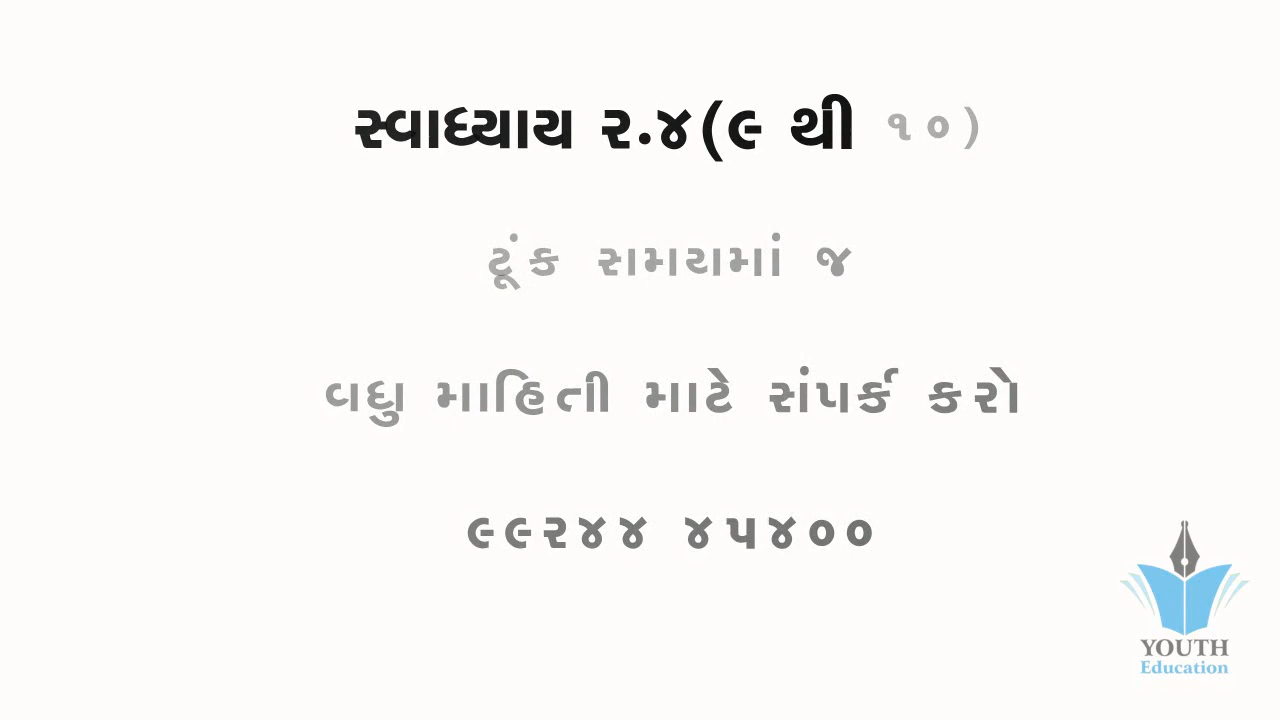 સ્વાધ્યાય ૨.૪(૯ થી ૧૦)
ટૂંક સમયમાં જ
વધુ માહિતી માટે સંપર્ક કરો
૯૯૨૪૪ ૪૫૪૦૦
YOUTH
Education